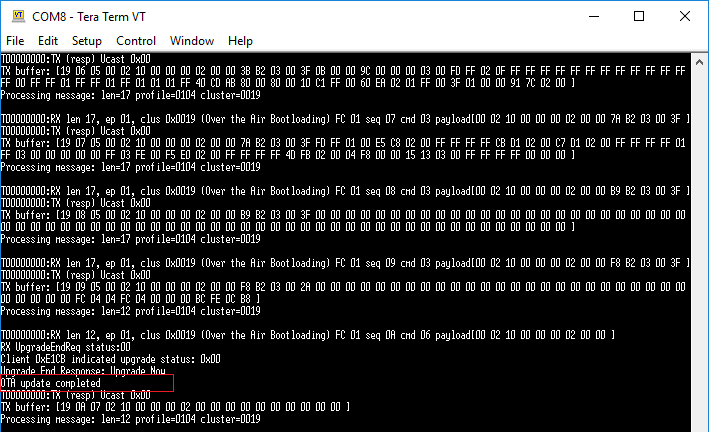 COM8 - Tera Term VT
File Edit Setup Control Window Help
T00000000:TX (resp) Ucast 0x00
TX buffer: [19 06 05 00 02 10 00 00 00 02 00 00 3B B2 03 00 3F 0B 00 00 9C 00 00 00 03 00 FD FF 02 0F FF FF FF FF FF FF FF FF FF FF FF
FF 00 FF FF 01 FF FF 01 FF 01 01 01 FF 4D CD AB 80 00 80 00 10 C1 FF 00 60 EA 02 01 FF 00 3F 01 00 00 91 7C 02 00 ]
Processing message: len=17 profile=0104 cluster=0019
T00000000:RX len 17, ep 01, clus 0x0019 (Over the Air Bootloading) FC 01 seq 07 cmd 03 payload[00 02 10 00 00 00 02 00 00 7A B2 03 00 3F ]
T00000000:TX (resp) Ucast 0x00
TX buffer: [19 07 05 00 02 10 00 00 00 02 00 00 7A B2 03 00 3F FD FF 01 00 E5 C8 02 00 FF FF FF FF CB D1 02 00 C7 D1 02 00 FF FF FF FF 01
FF 03 00 00 00 00 00 FF 03 FE 00 F5 ED 02 00 FF FF FF FF 4D FB 02 00 04 F8 00 00 15 13 03 00 FF FF FF FF 00 00 00 ]
Processing message: len=17 profile=0104 cluster=0019
T00000000:RX len 17, ep 01, clus 0x0019 (Over the Air Bootloading) FC 01 seq 08 cmd 03 payload[00 02 10 00 00 00 02 00 00 B9 B2 03 00 3F ]
T00000000:TX (resp) Ucast 0x00
TX buffer: [19 08 05 00 02 10 00 00 00 02 00 00 B9 B2 03 00 3F 00 00 00 00 00 00 00 00 00 00 00 00 00 00 00 00 00 00 00 00 00 00 00 00 00
00 00 00 00 00 00 00 00 00 00 00 00 00 00 00 00 00 00 00 00 00 00 00 00 00 00 00 00 00 00 00 00 00 00 00 00 00 00 ]
Processing message: len=17 profile=0104 cluster=0019
T00000000:RX len 17, ep 01, clus 0x0019 (Over the Air Bootloading) FC 01 seq 09 cmd 03 payload[00 02 10 00 00 00 02 00 00 F8 B2 03 00 3F ]
T00000000:TX (resp) Ucast 0x00
TX buffer: [19 09 05 00 02 10 00 00 00 02 00 00 F8 B2 03 00 2A 00 00 00 00 00 00 00 00 00 00 00 00 00 00 00 00 00 00 00 00 00 00 00 00 00
00 00 00 00 00 FC 04 04 FC 04 00 00 00 BC FE 0C B8 ]
Processing message: len=12 profile=0104 cluster=0019
T00000000:RX len 12, ep 01, clus 0x0019 (Over the Air Bootloading) FC 01 seq 0A cmd 06 payload[00 02 10 00 00 00 02 00 00 ]
RX UpgradeEndReq status:00
Client 0xE1CB indicated upgrade status: 0x00
Upgrade End Response: Upgrade Now
OTA update completed
T00000000:TX (resp) Ucast 0x00
TX buffer: [19 0A 07 02 10 00 00 00 02 00 00 00 00 00 00 00 00 00 00 ]
Processing message: len=12 profile=0104 cluster=0019